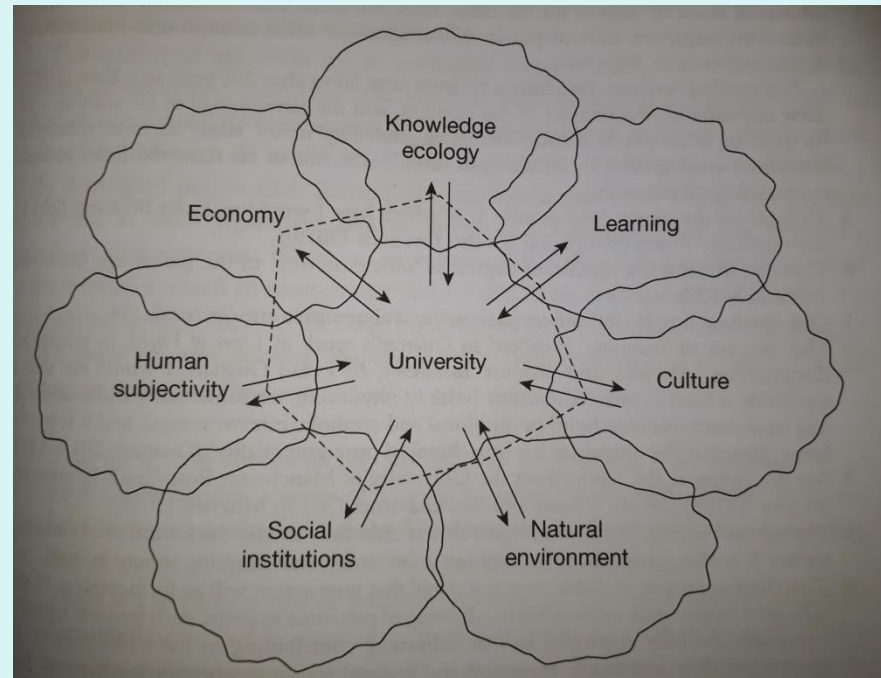 Knowledge
ecology
Economy
Learning
Human
subjectivity
University
Culture
Social
institutions
Natural
environment